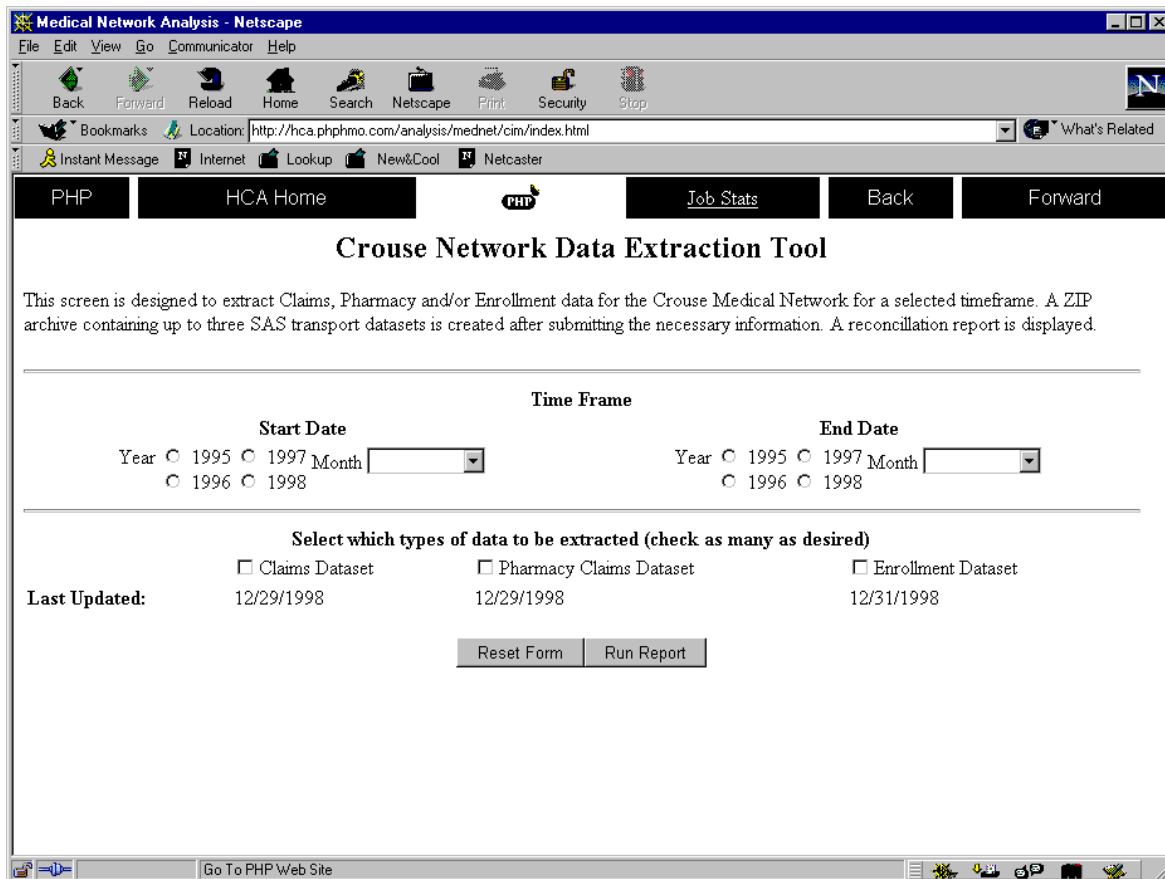 Medical Network Analysis - Netscape
File Edit View Go Communicator Help
Back Forward Reload Home Search Netscape Print Security Stop
N
Bookmarks Location: http://hca.phphmo.com/analysis/mednet/cim/index.html What's Related
Instant Message Internet Lookup New&Cool Netcaster
PHP HCA Home PHP Job Stats Back Forward
Crouse Network Data Extraction Tool
This screen is designed to extract Claims, Pharmacy and/or Enrollment data for the Crouse Medical Network for a selected timeframe. A ZIP
archive containing up to three SAS transport datasets is created after submitting the necessary information. A reconcillation report is displayed.
Time Frame
Start Date End Date
Year 1995 1997 Month Year 1995 1997 Month
1996 1998 1996 1998
Select which types of data to be extracted (check as many as desired)
Claims Dataset Pharmacy Claims Dataset Enrollment Dataset
Last Updated: 12/29/1998 12/29/1998 12/31/1998
Reset Form Run Report
Go To PHP Web Site